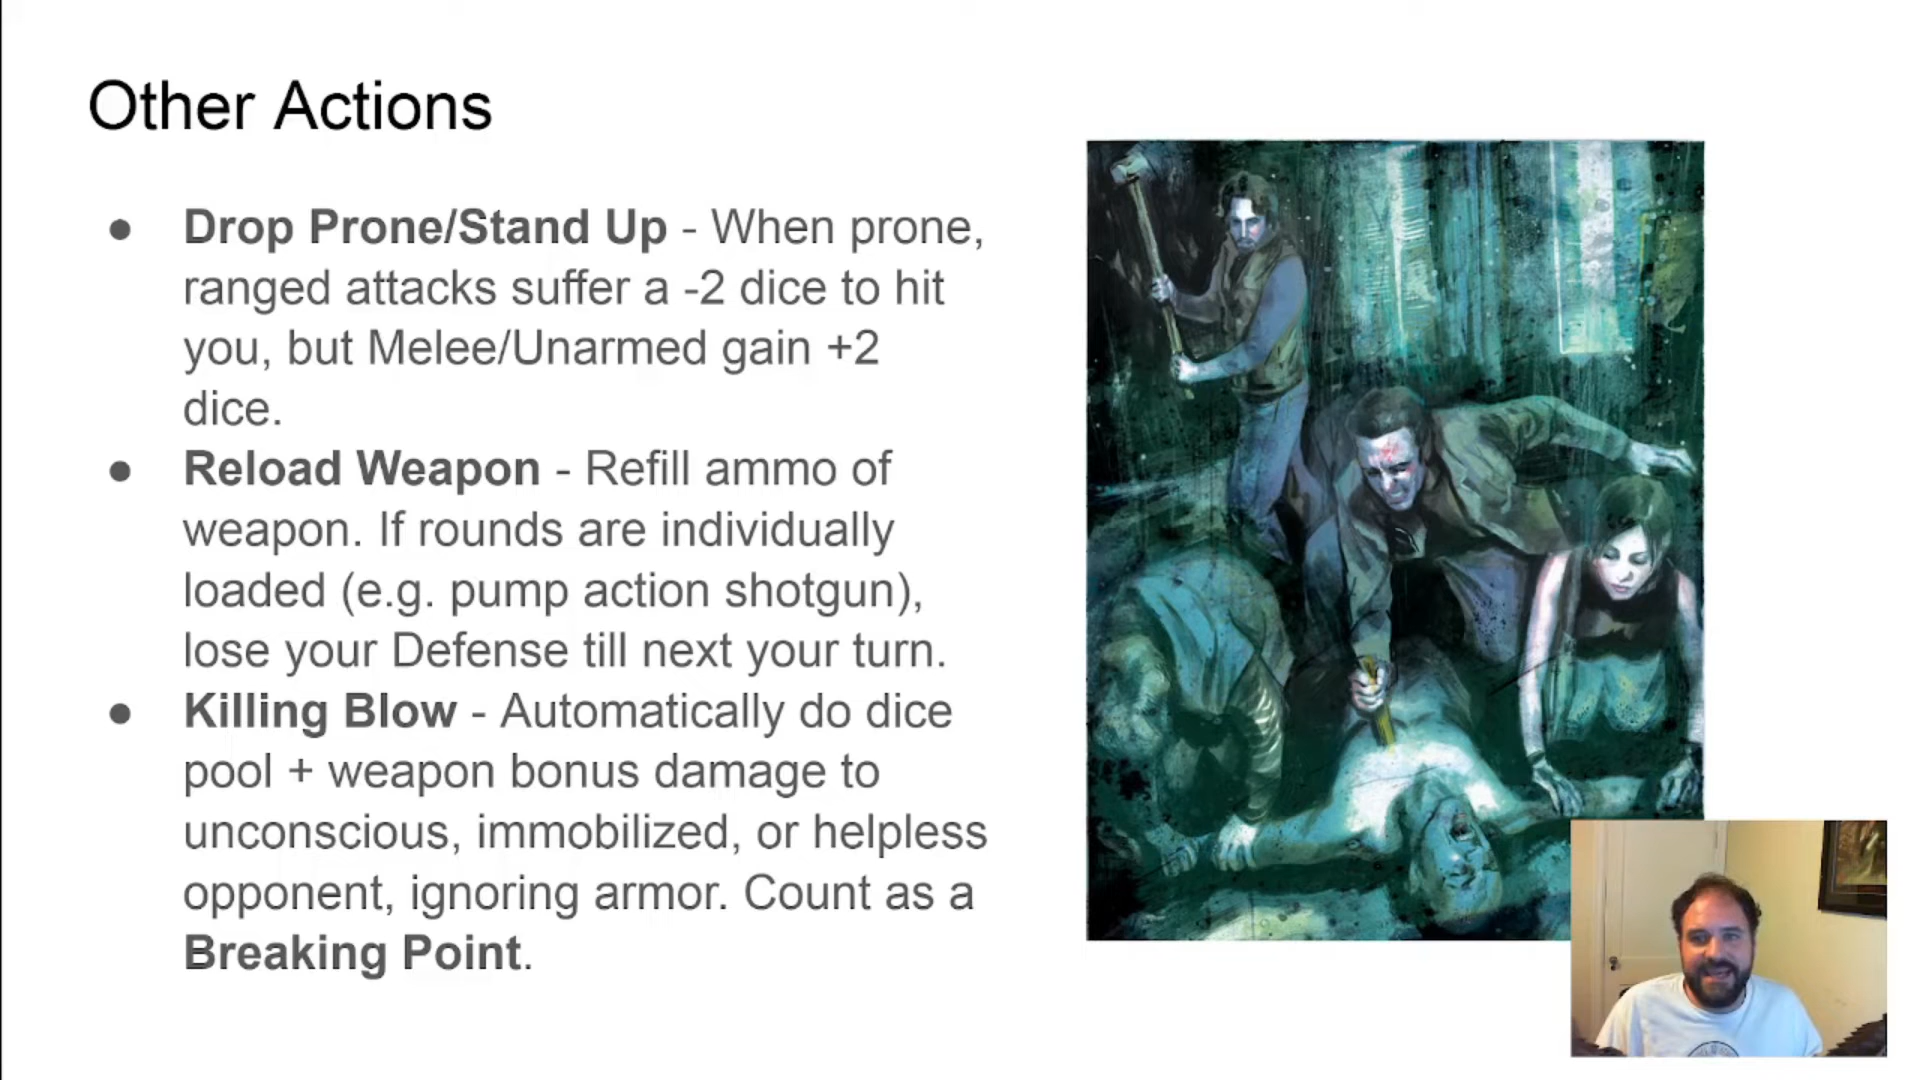 Other Actions
● Drop Prone/Stand Up - When prone,
ranged attacks suffer a -2 dice to hit
you, but Melee/Unarmed gain +2
dice.
● Reload Weapon - Refill ammo of
weapon. If rounds are individually
loaded (e.g. pump action shotgun),
lose your Defense till next your turn.
● Killing Blow - Automatically do dice
pool + weapon bonus damage to
unconscious, immobilized, or helpless
opponent, ignoring armor. Count as a
Breaking Point.